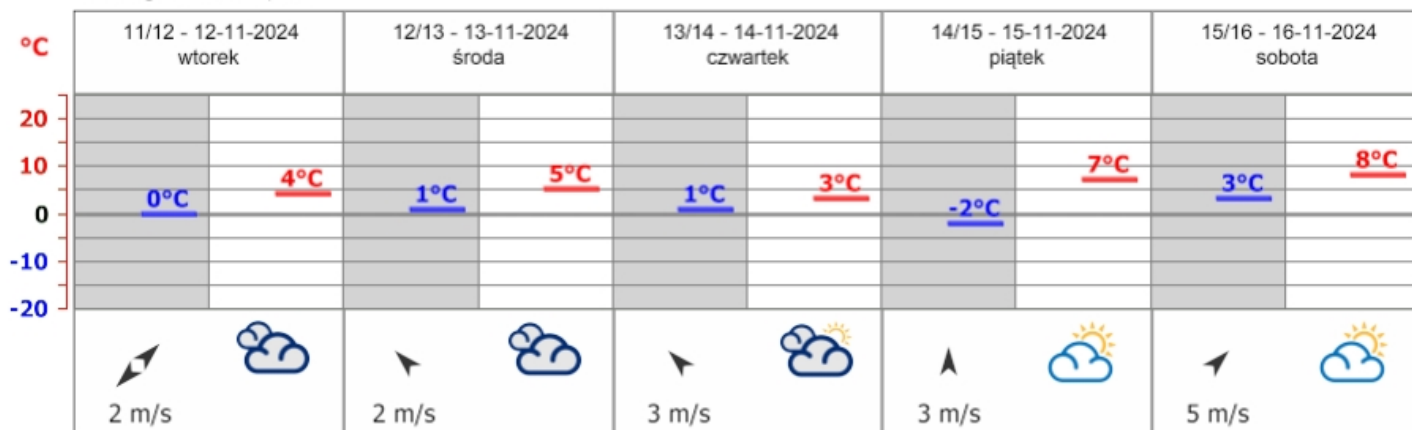 °C
11/12 - 12-11-2024
wtorek
12/13 - 13-11-2024
środa
13/14 - 14-11-2024
czwartek
14/15 - 15-11-2024
piątek
15/16 - 16-11-2024
sobota
20
10
0
-10
-20
0°C
4°C
1°C
5°C
1°C
3°C
-2°C
7°C
3°C
8°C
2 m/s
2 m/s
3 m/s
3 m/s
5 m/s